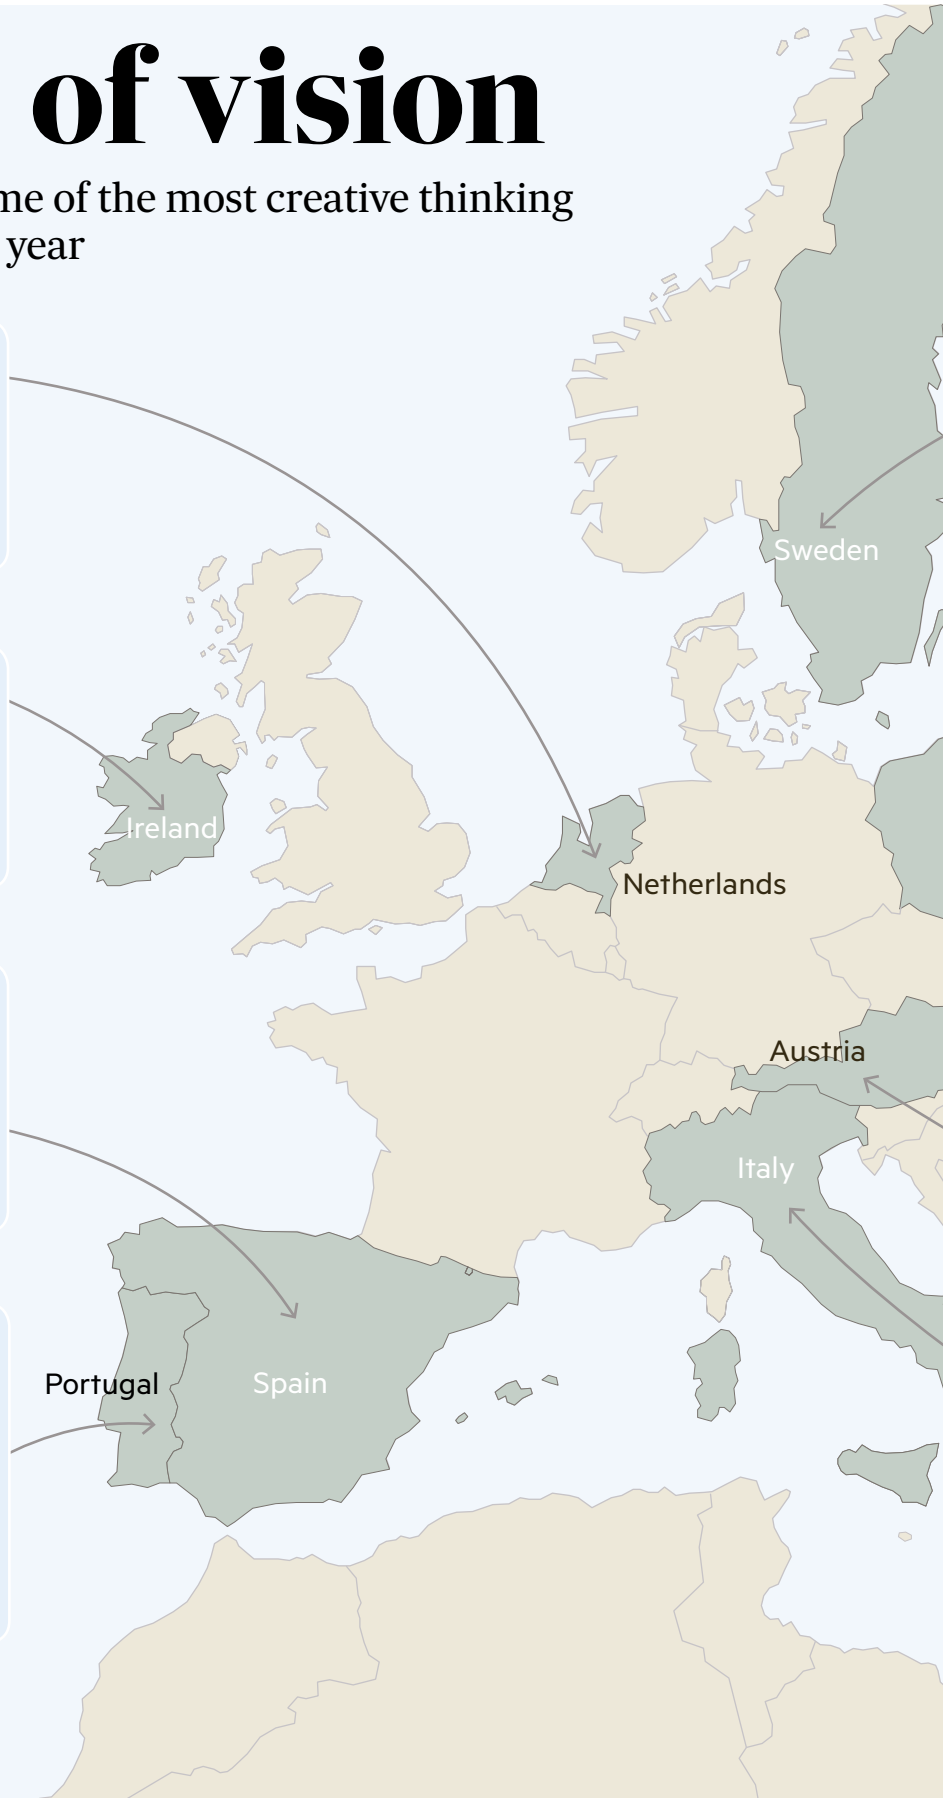 of vision
me of the most creative thinking
year
Sweden
Ireland
Netherlands
Austria
Italy
Portugal
Spain